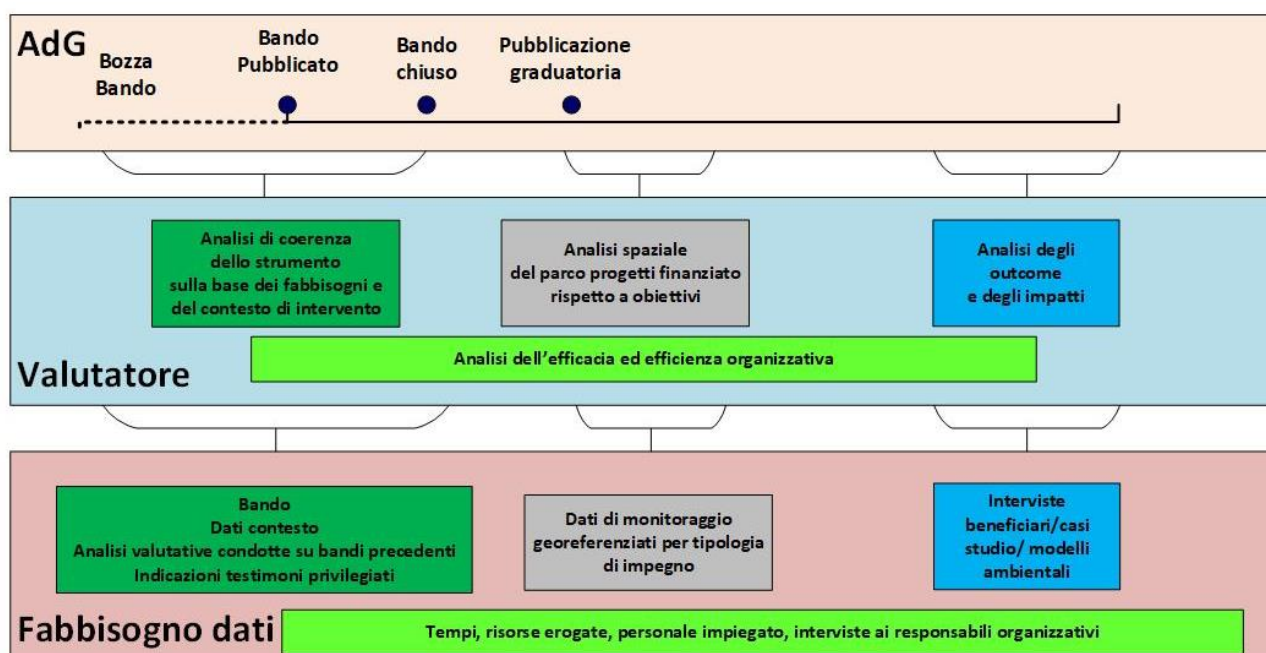 AdG
Bozza
Bando
Bando
Pubblicato
Bando
chiuso
Pubblicazione
graduatoria
Analisi di coerenza
dello strumento
sulla base dei fabbisogni e
del contesto di intervento
Analisi spaziale
del parco progetti finanziato
rispetto a obiettivi
Analisi degli
outcome
e degli impatti
Analisi dell'efficacia ed efficienza organizzativa
Valutatore
Bando
Dati contesto
Analisi valutative condotte su bandi precedenti
Indicazioni testimoni privilegiati
Dati di monitoraggio
georeferenziati per tipologia
di impegno
Interviste
beneficiari/casi
studio/ modelli
ambientali
Fabbisogno dati
Tempi, risorse erogate, personale impiegato, interviste ai responsabili organizzativi